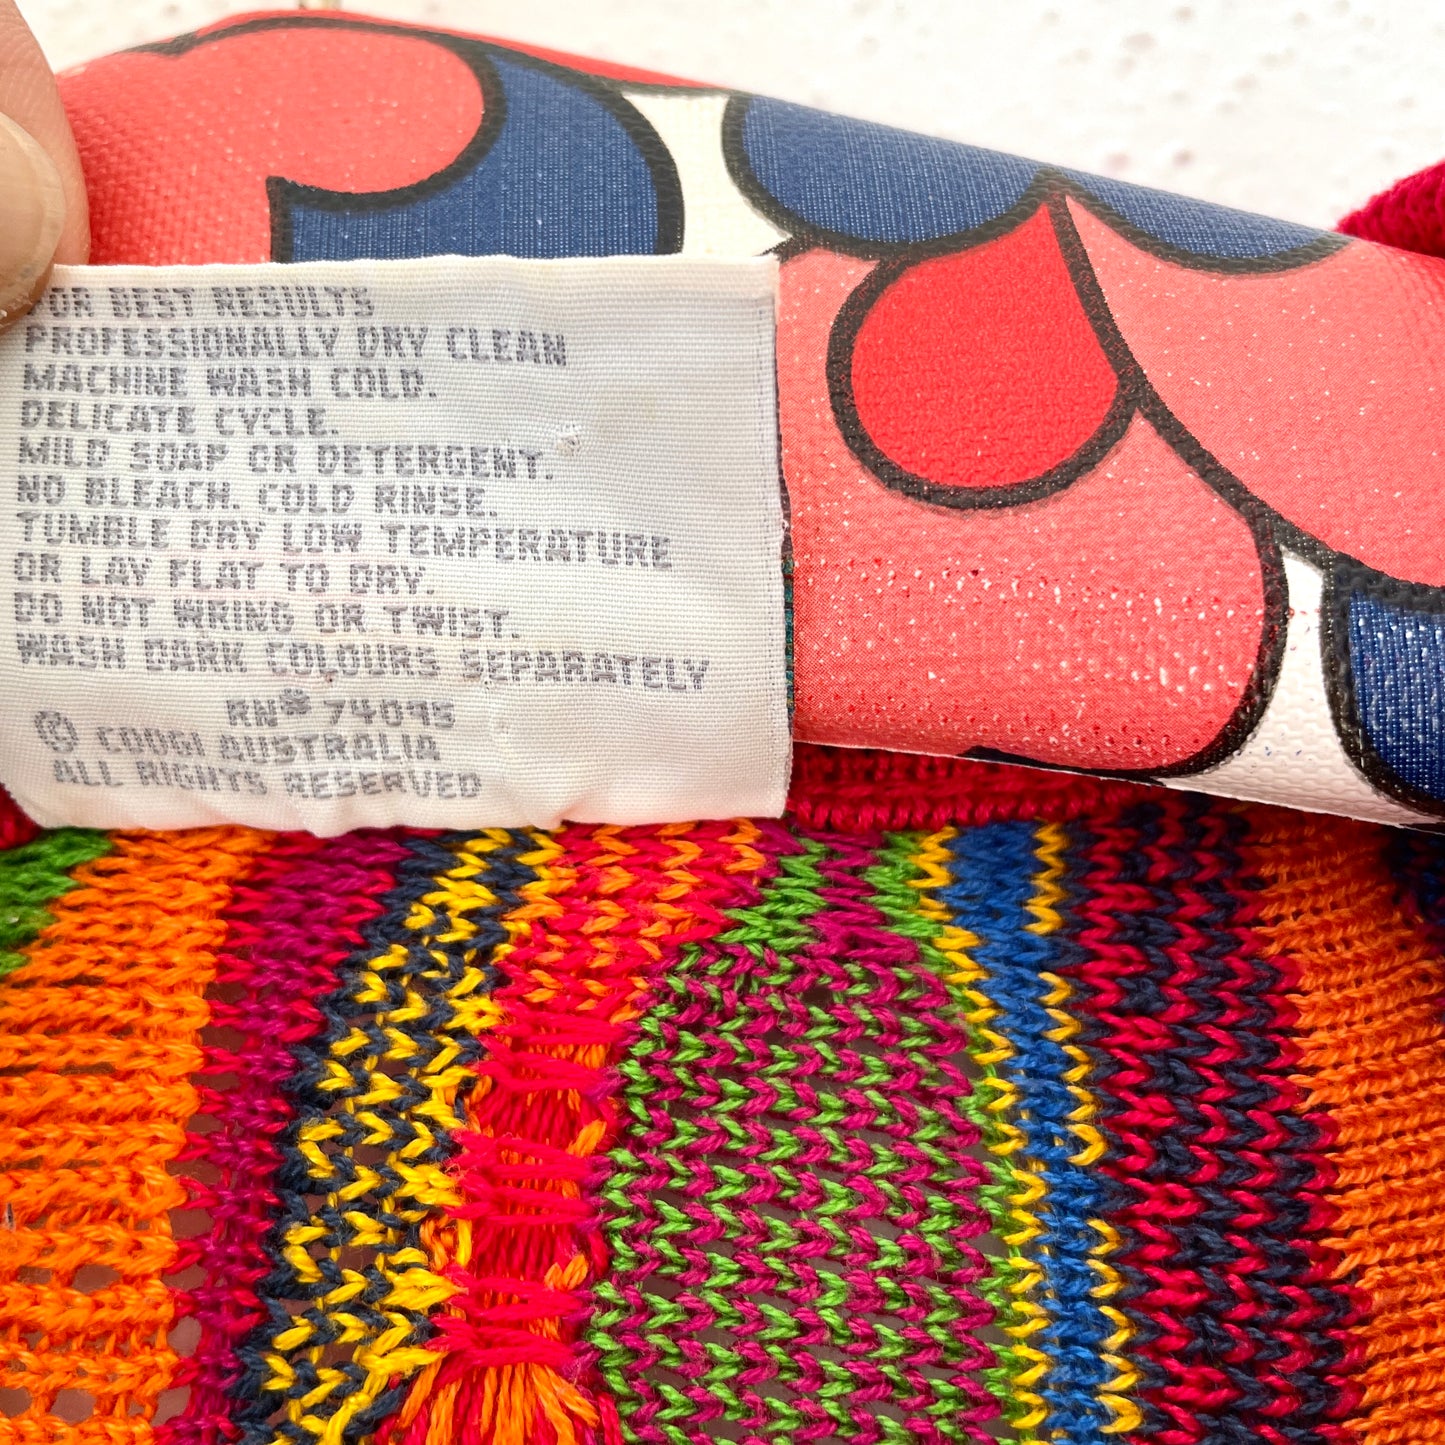 FOR BEST RESULTS
PROFESSIONALLY DRY CLEAN
MACHINE WASH COLD.
DELICATE CYCLE.
MILD SOAP OR DETERGENT.
NO BLEACH. COLD RINSE.
TUMBLE DRY LOW TEMPERATURE
OR LAY FLAT TO DRY.
DO NOT WRING OR TWIST.
WASH DARK COLOURS SEPARATELY
RN# 74095
© COOGI AUSTRALIA
ALL RIGHTS RESERVED